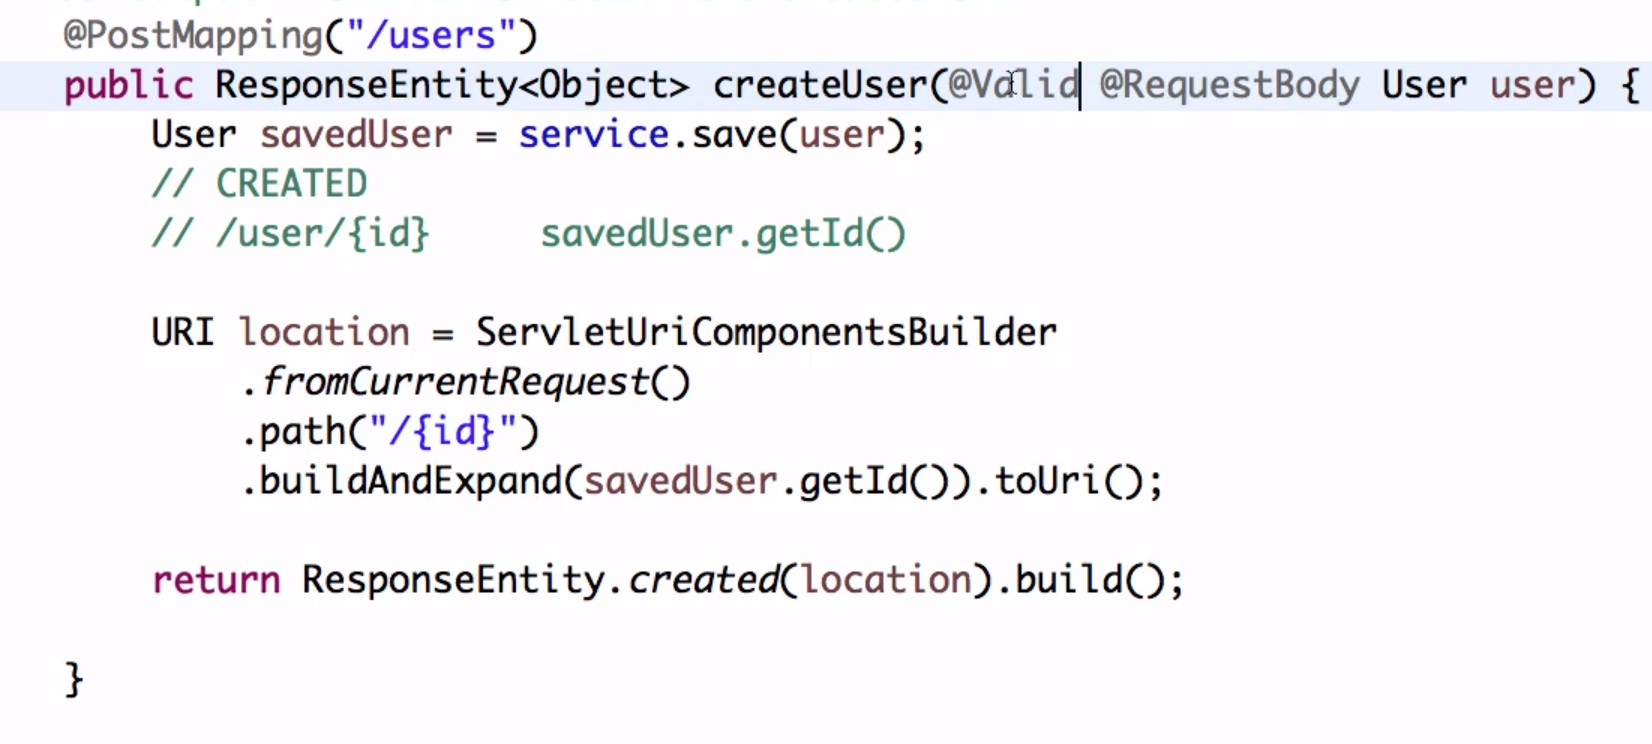 @PostMapping("/users")
public ResponseEntity<Object> createUser(@Valid @RequestBody User user) {
User savedUser = service.save(user);
// CREATED
// /user/{id}     savedUser.getId()
URI location = ServletUriComponentsBuilder
.fromCurrentRequest()
.path("/{id}")
.buildAndExpand(savedUser.getId()).toUri();
return ResponseEntity.created(location).build();
}